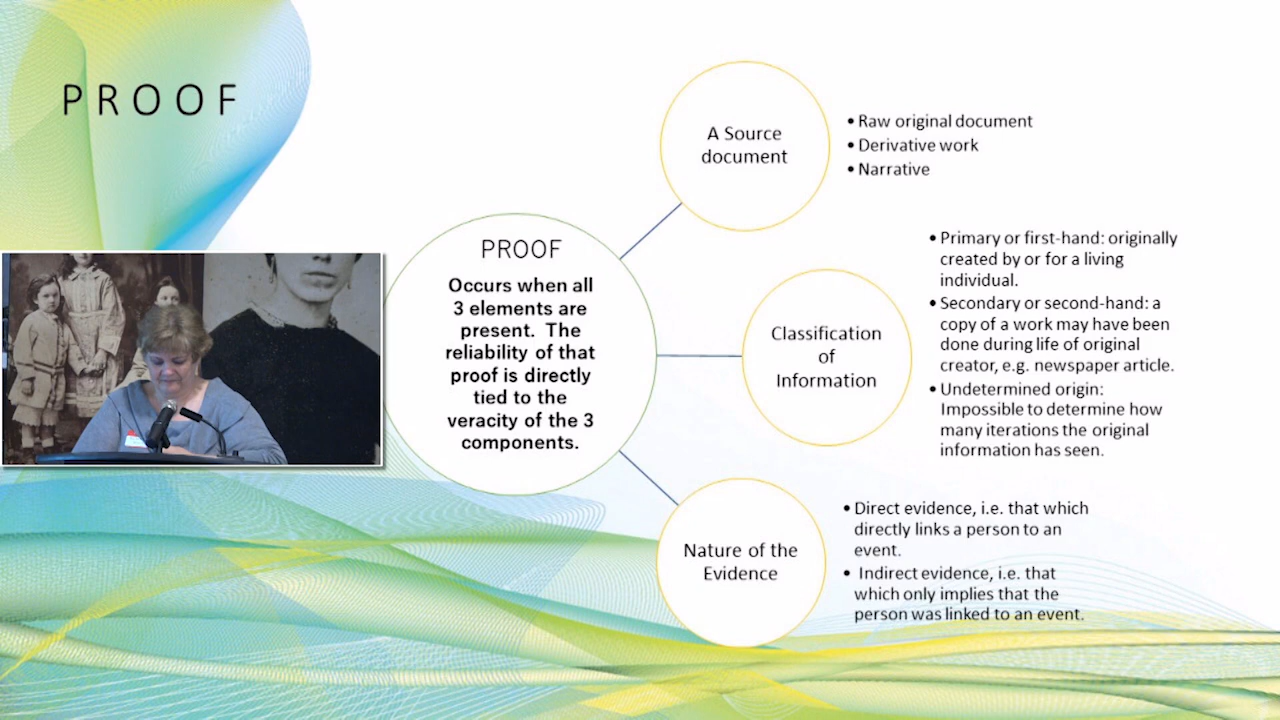 PROOF
PROOF
Occurs when all
3 elements are
present. The
reliability of that
proof is directly
tied to the
veracity of the 3
components.
A Source
document
• Raw original document
• Derivative work
• Narrative
Classification
of
Information
• Primary or first-hand: originally
created by or for a living
individual.
• Secondary or second-hand: a
copy of a work may have been
done during life of original
creator, e.g. newspaper article.
• Undetermined origin:
Impossible to determine how
many iterations the original
information has seen.
Nature of the
Evidence
• Direct evidence, i.e. that which
directly links a person to an
event.
• Indirect evidence, i.e. that
which only implies that the
person was linked to an event.